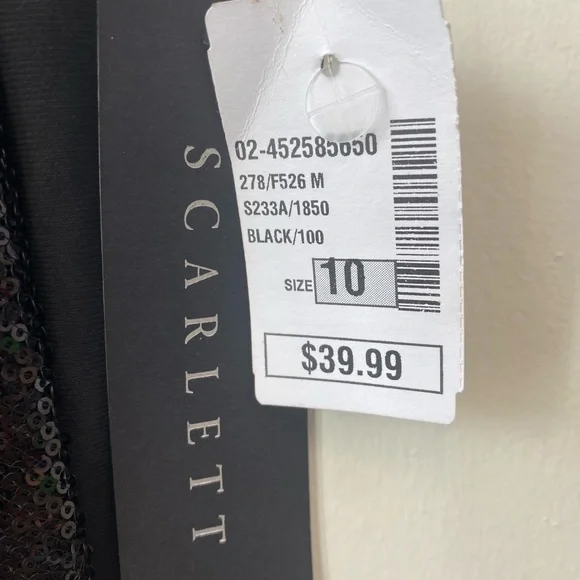 SCARLETT
02-452585650
278/F526 M
S233A/1850
BLACK/100
SIZE 10
$39.99